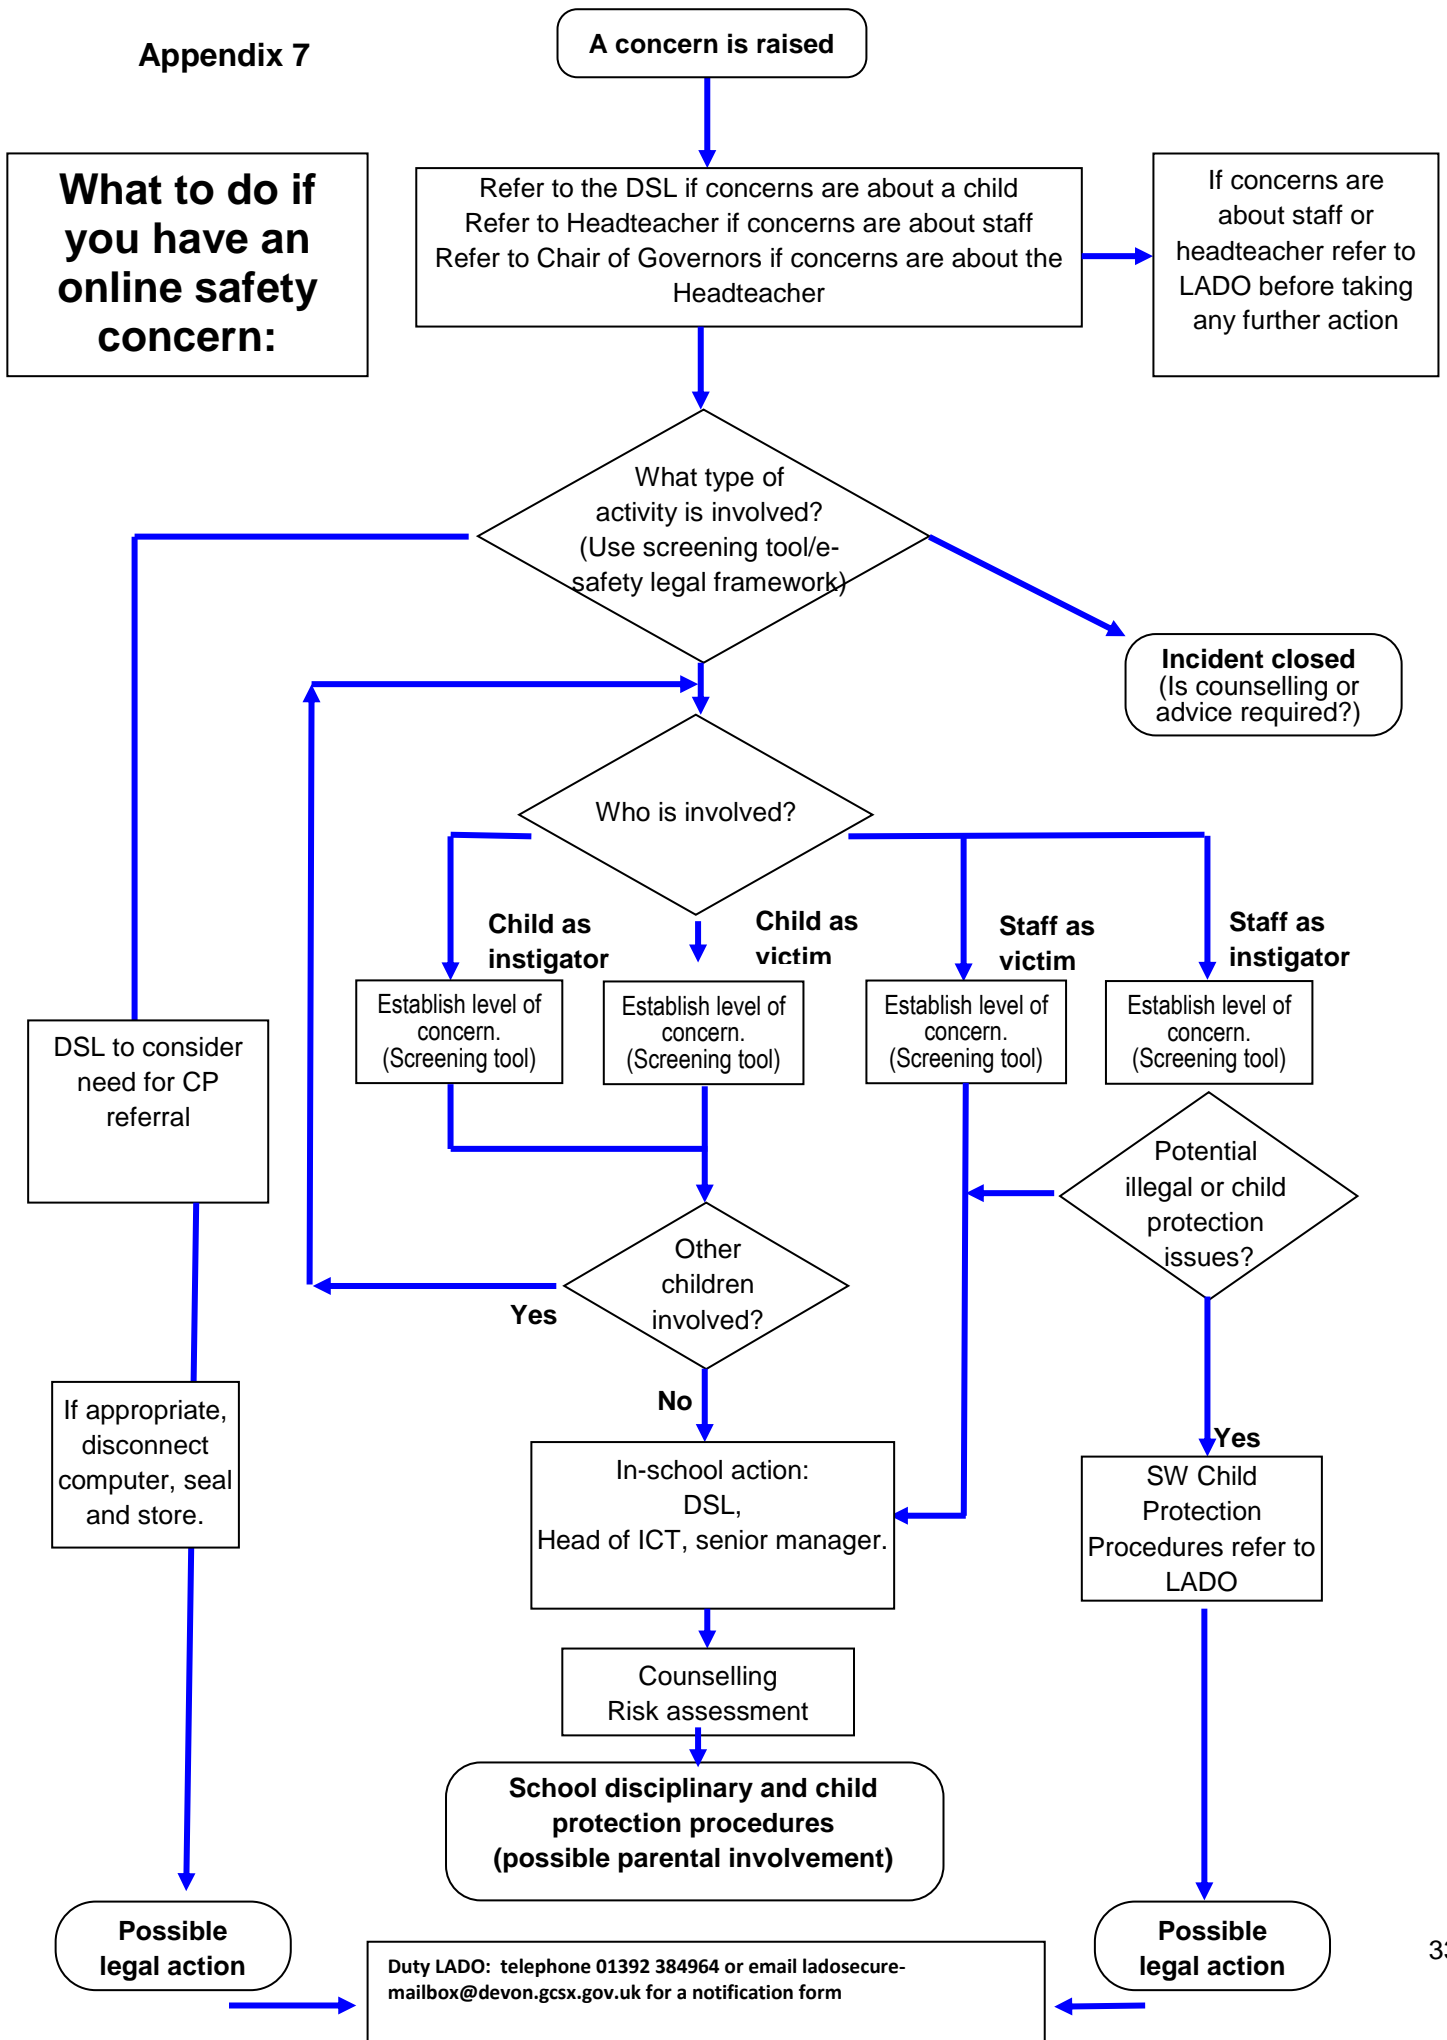 Appendix 7
A concern is raised
What to do if
you have an
online safety
concern:
Refer to the DSL if concerns are about a child
Refer to Headteacher if concerns are about staff
Refer to Chair of Governors if concerns are about the
Headteacher
If concerns are
about staff or
headteacher refer to
LADO before taking
any further action
What type of
activity is involved?
(Use screening tool/e-
safety legal framework)
Incident closed
(Is counselling or
advice required?)
Who is involved?
Child as
instigator
Child as
victim
Staff as
victim
Staff as
instigator
Establish level of
concern.
(Screening tool)
Establish level of
concern.
(Screening tool)
Establish level of
concern.
(Screening tool)
Establish level of
concern.
(Screening tool)
DSL to consider
need for CP
referral
Potential
illegal or child
protection
issues?
Other
children
involved?
Yes
No
Yes
If appropriate,
disconnect
computer, seal
and store.
In-school action:
DSL,
Head of ICT, senior manager.
SW Child
Protection
Procedures refer to
LADO
Counselling
Risk assessment
School disciplinary and child
protection procedures
(possible parental involvement)
Possible
legal action
Possible
legal action
Duty LADO: telephone 01392 384964 or email ladosecure-
mailbox@devon.gcsx.gov.uk for a notification form